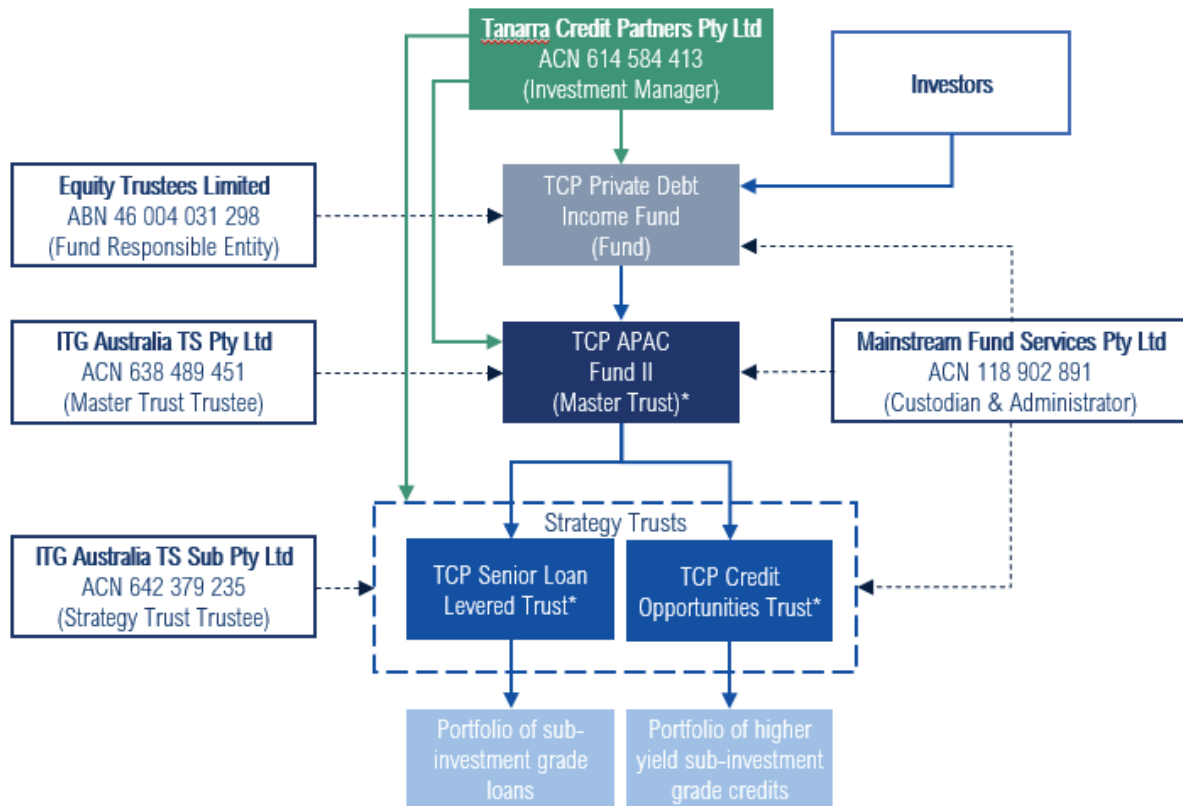 Tanarra Credit Partners Pty Ltd
ACN 614 584 413
(Investment Manager)
Investors
Equity Trustees Limited
ABN 46 004 031 298
(Fund Responsible Entity)
TCP Private Debt
Income Fund
(Fund)
ITG Australia TS Pty Ltd
ACN 638 489 451
(Master Trust Trustee)
TCP APAC
Fund II
(Master Trust)*
Mainstream Fund Services Pty Ltd
ACN 118 902 891
(Custodian & Administrator)
Strategy Trusts
ITG Australia TS Sub Pty Ltd
ACN 642 379 235
(Strategy Trust Trustee)
TCP Senior Loan
Levered Trust*
TCP Credit
Opportunities Trust*
Portfolio of sub-
investment grade
loans
Portfolio of higher
yield sub-investment
grade credits